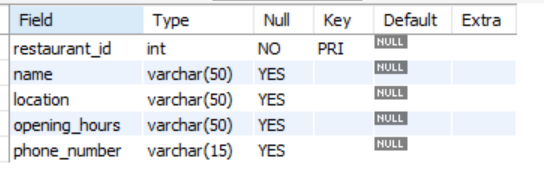 Field Type Null Key Default Extra
restaurant_id int NO PRI NULL
name varchar(50) YES NULL
location varchar(50) YES NULL
opening_hours varchar(50) YES NULL
phone_number varchar(15) YES NULL